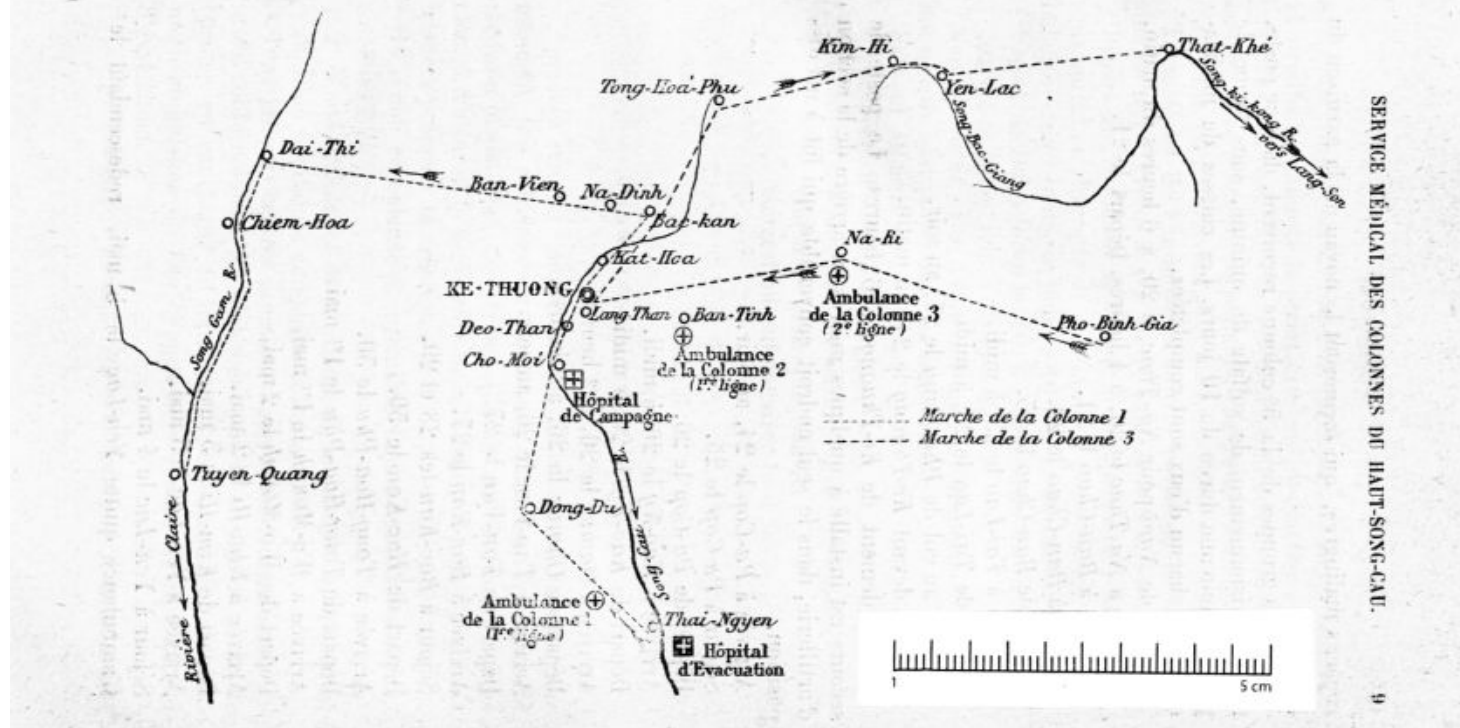 SERVICE MÉDICAL DES COLONNES DU HAUT-SONG-CAU.
9
Kim-Hi
That-Khé
Yen-Lac
Tong-Hoá-Phu
Song-ki-kong R.
vers Lang-Son
Song-Bac-Giang
Dai-Thi
Ban-Vien
Na-Dinh
Bac-kan
Chiem-Hoa
Na-Ri
Kat-Hoa
KE-THUONG
Lang Than
Ambulance
de la Colonne 3
(2e ligne)
Song-Gam R.
Deo-Than
Ban-Tinh
Pho-Binh-Gia
Cho-Moi
Ambulance
de la Colonne 2
(1re ligne)
Hôpital
de Campagne
Marche de la Colonne 1
Marche de la Colonne 3
Tuyen-Quang
Dong-Du
Song-Cau R.
Rivière Claire
Ambulance
de la Colonne 1
(1re ligne)
Thai-Ngyen
Hôpital
d'Evacuation
1
5 cm